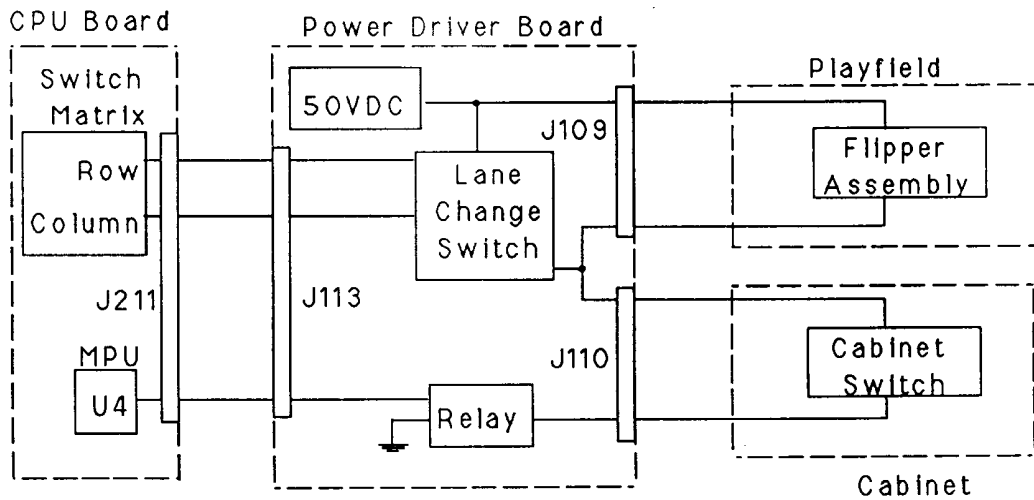 CPU Board
Switch
Matrix
Row
Column
J211
MPU
U4
Power Driver Board
50VDC
J109
Lane
Change
Switch
J113
J110
Relay
Playfield
Flipper
Assembly
Cabinet
Switch
Cabinet